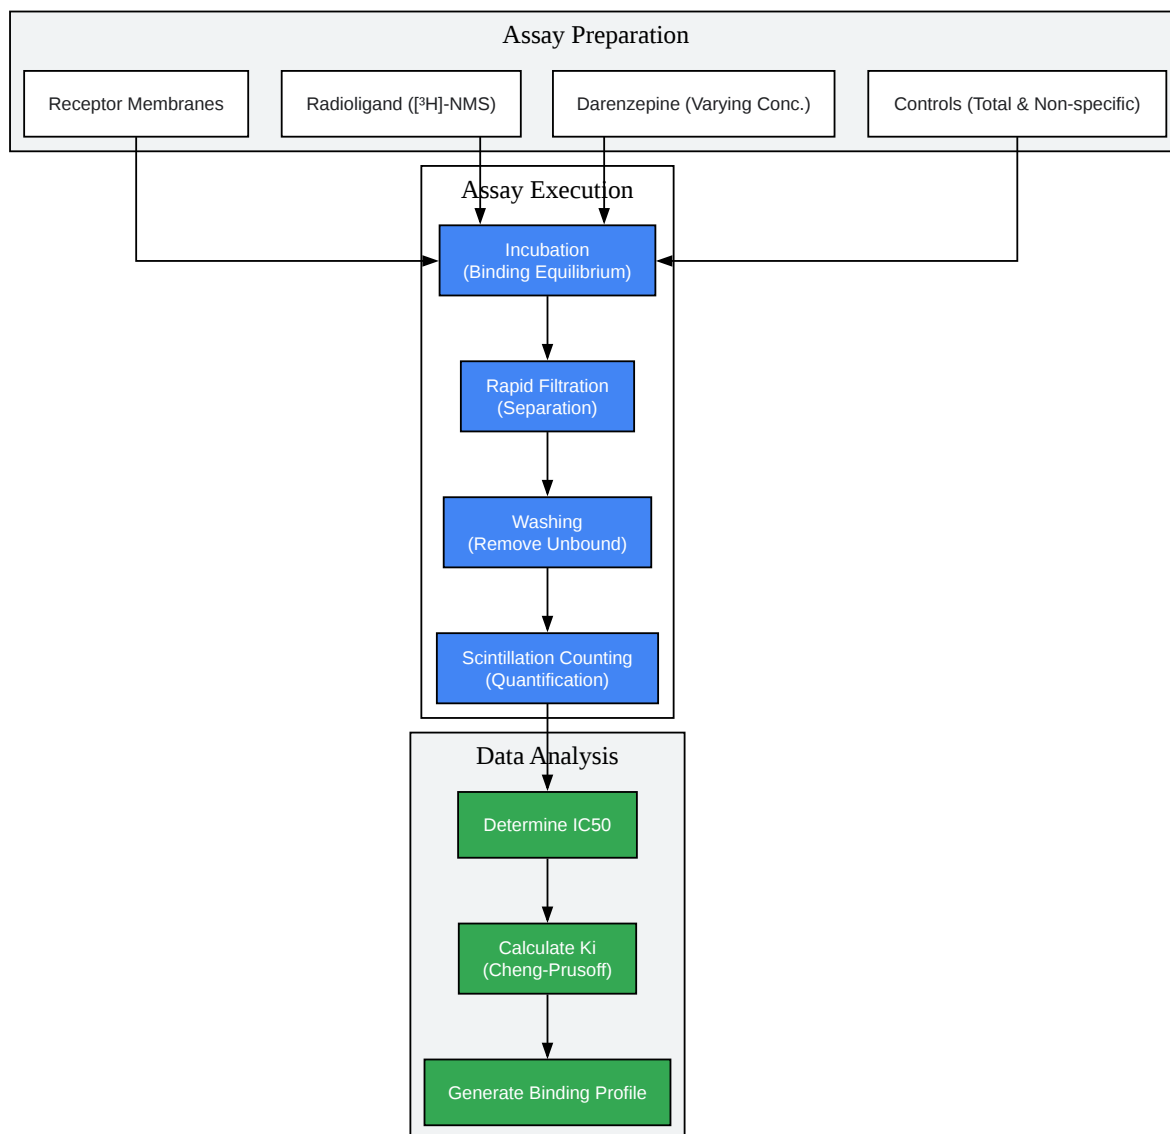 Assay Preparation
Receptor Membranes
Radioligand ([³H]-NMS)
Darenzepine (Varying Conc.)
Controls (Total & Non-specific)
Assay Execution
Incubation
(Binding Equilibrium)
Rapid Filtration
(Separation)
Washing
(Remove Unbound)
Scintillation Counting
(Quantification)
Data Analysis
Determine IC50
Calculate Ki
(Cheng-Prusoff)
Generate Binding Profile